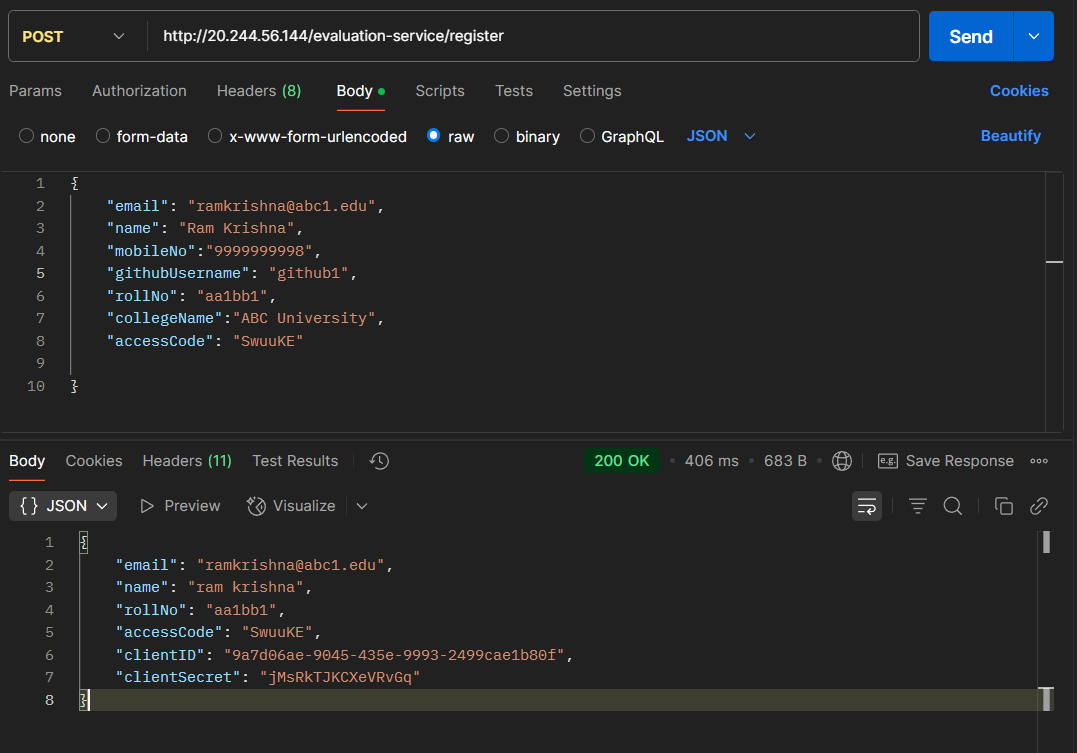 POST http://20.244.56.144/evaluation-service/register Send
Params Authorization Headers (8) Body Scripts Tests Settings Cookies
none form-data x-www-form-urlencoded raw binary GraphQL JSON Beautify
1 {
2 "email": "ramkrishna@abc1.edu",
3 "name": "Ram Krishna",
4 "mobileNo":"9999999998",
5 "githubUsername": "github1",
6 "rollNo": "aa1bb1",
7 "collegeName":"ABC University",
8 "accessCode": "SwuuKE"
9
10 }
Body Cookies Headers (11) Test Results 200 OK • 406 ms • 683 B • e.g. Save Response
{} JSON Preview Visualize
1 {
2 "email": "ramkrishna@abc1.edu",
3 "name": "ram krishna",
4 "rollNo": "aa1bb1",
5 "accessCode": "SwuuKE",
6 "clientID": "9a7d06ae-9045-435e-9993-2499cae1b80f",
7 "clientSecret": "jMsRkTJKCXeVRvGq"
8 }